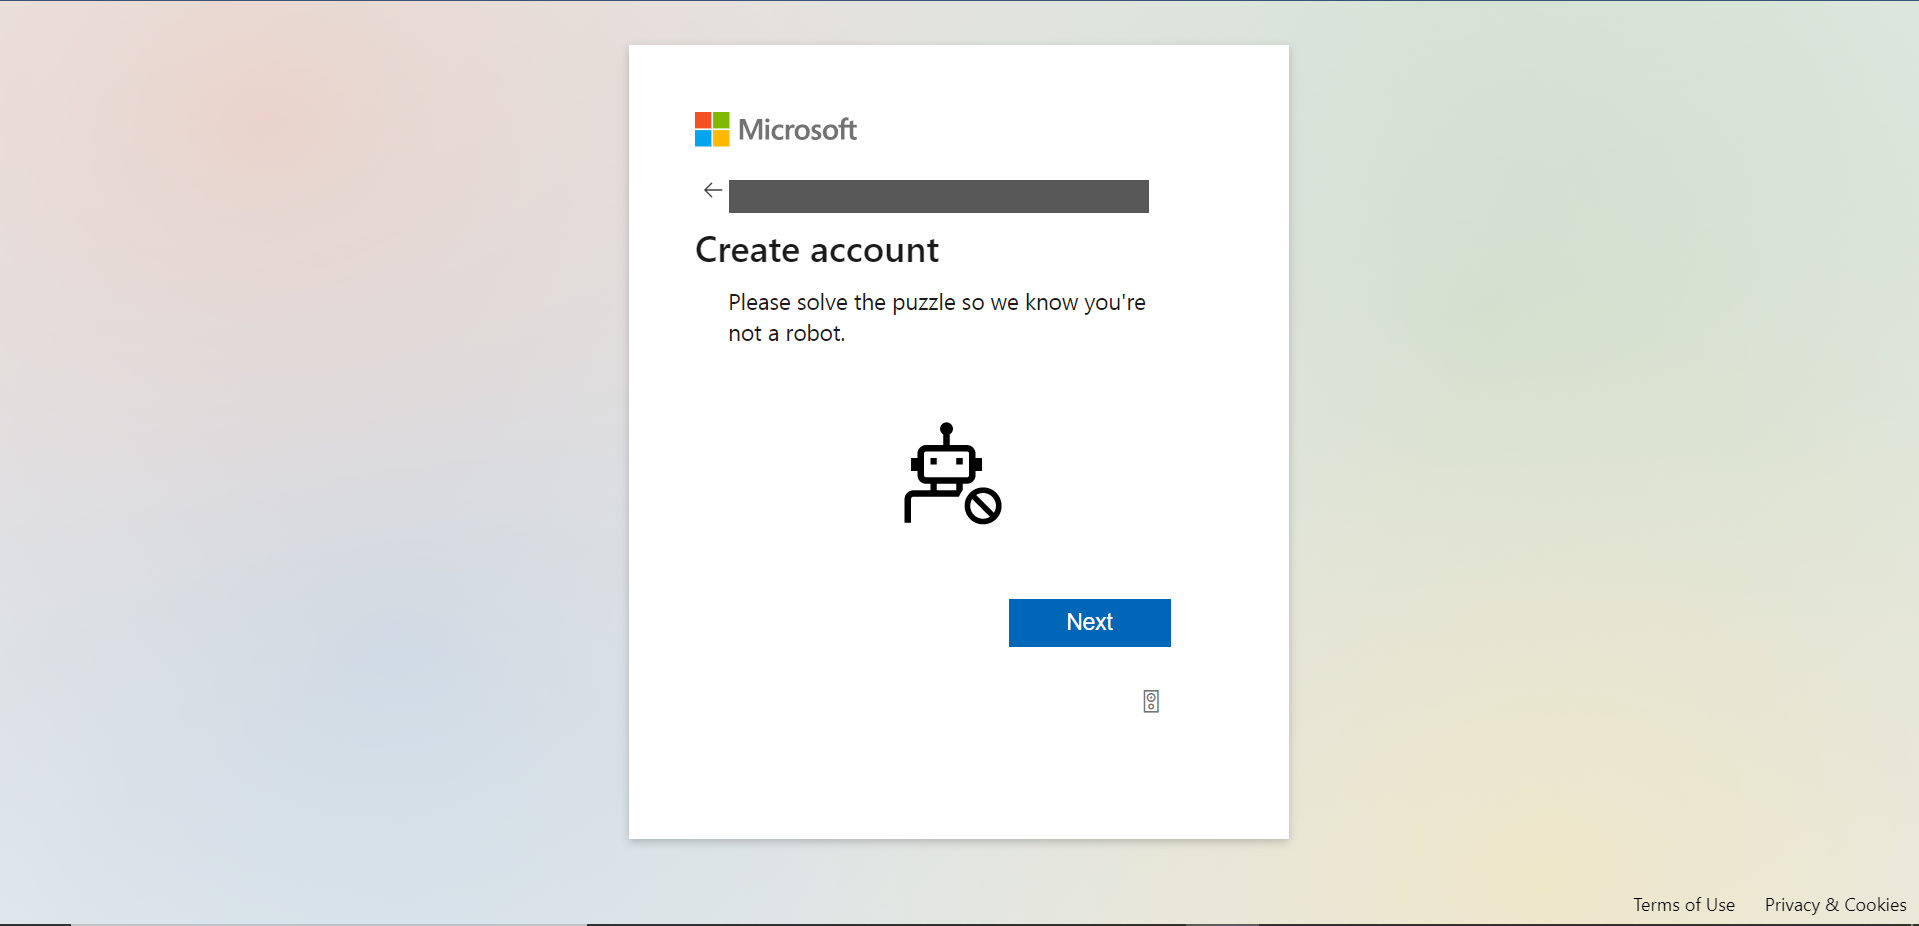 Microsoft
Create account
Please solve the puzzle so we know you're
not a robot.
Next
Terms of Use Privacy & Cookies